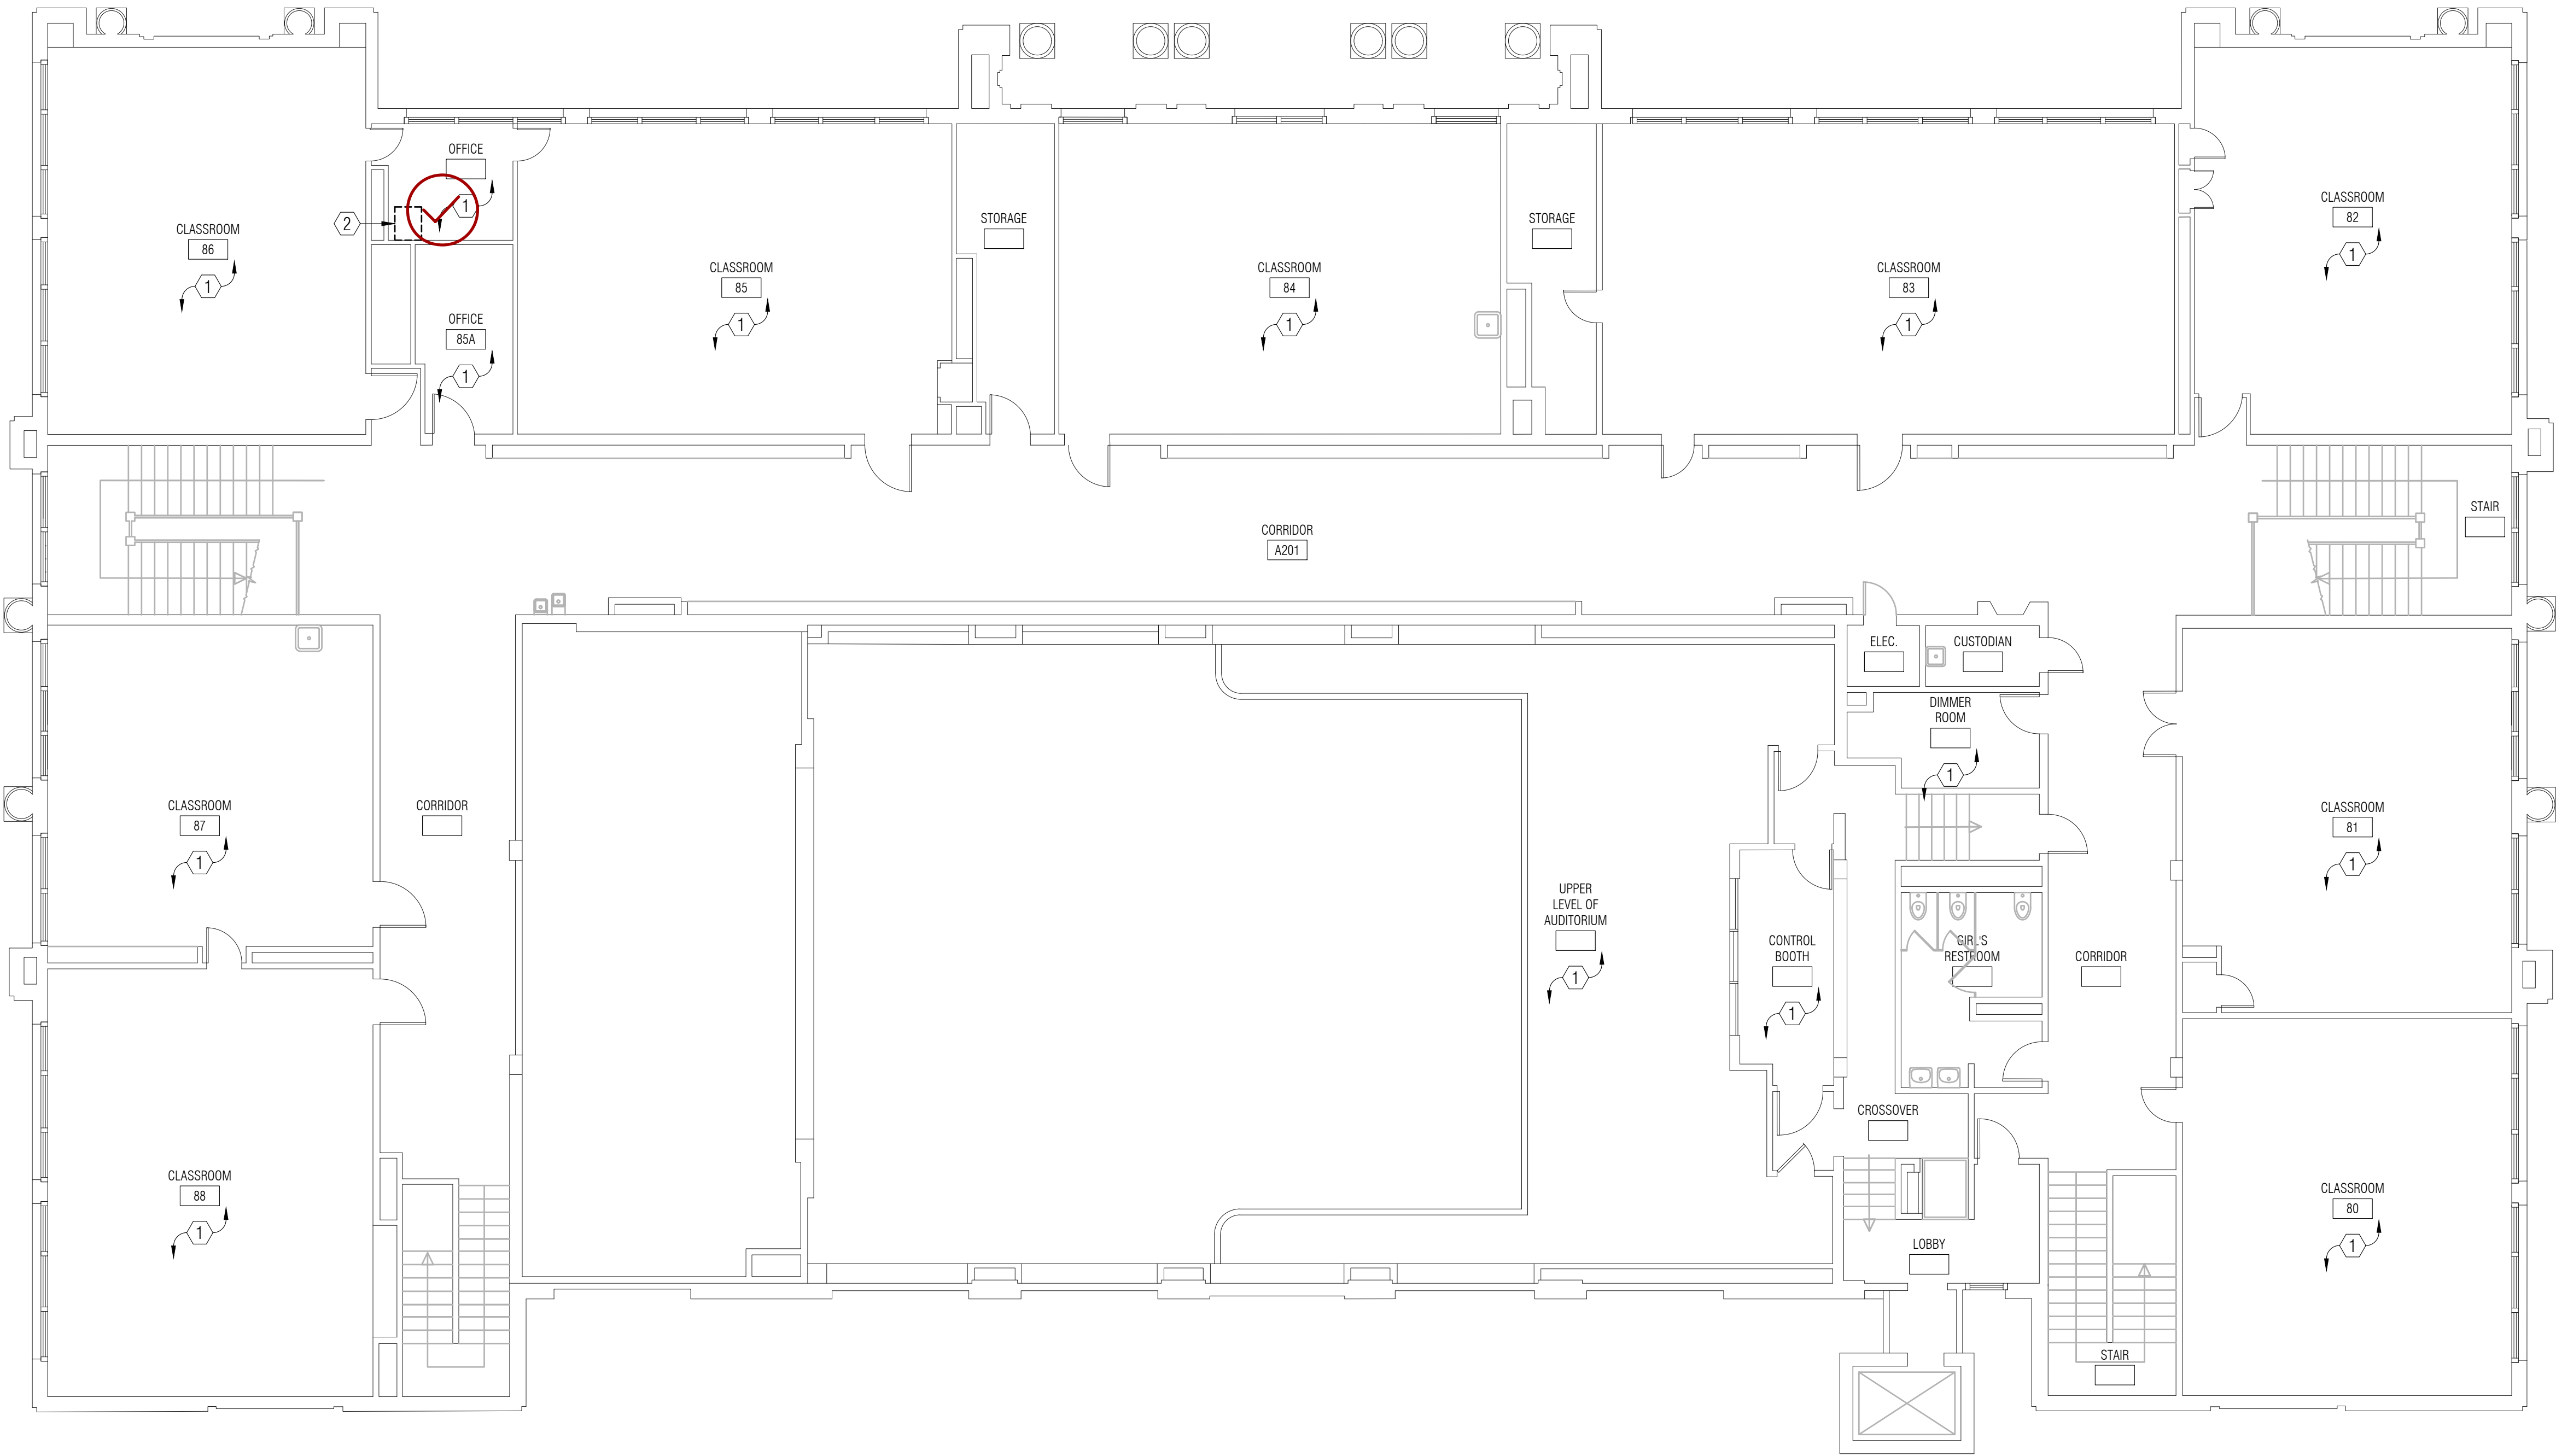 OFFICE
1
2
CLASSROOM
86
1
OFFICE
85A
1
CLASSROOM
85
1
STORAGE
CLASSROOM
84
1
STORAGE
CLASSROOM
83
1
CLASSROOM
82
1
STAIR
CORRIDOR
A201
ELEC.
CUSTODIAN
DIMMER
ROOM
1
CLASSROOM
87
1
CORRIDOR
UPPER
LEVEL OF
AUDITORIUM
1
CONTROL
BOOTH
1
GIRL'S
RESTROOM
CORRIDOR
CLASSROOM
81
1
CROSSOVER
CLASSROOM
88
1
LOBBY
STAIR
CLASSROOM
80
1